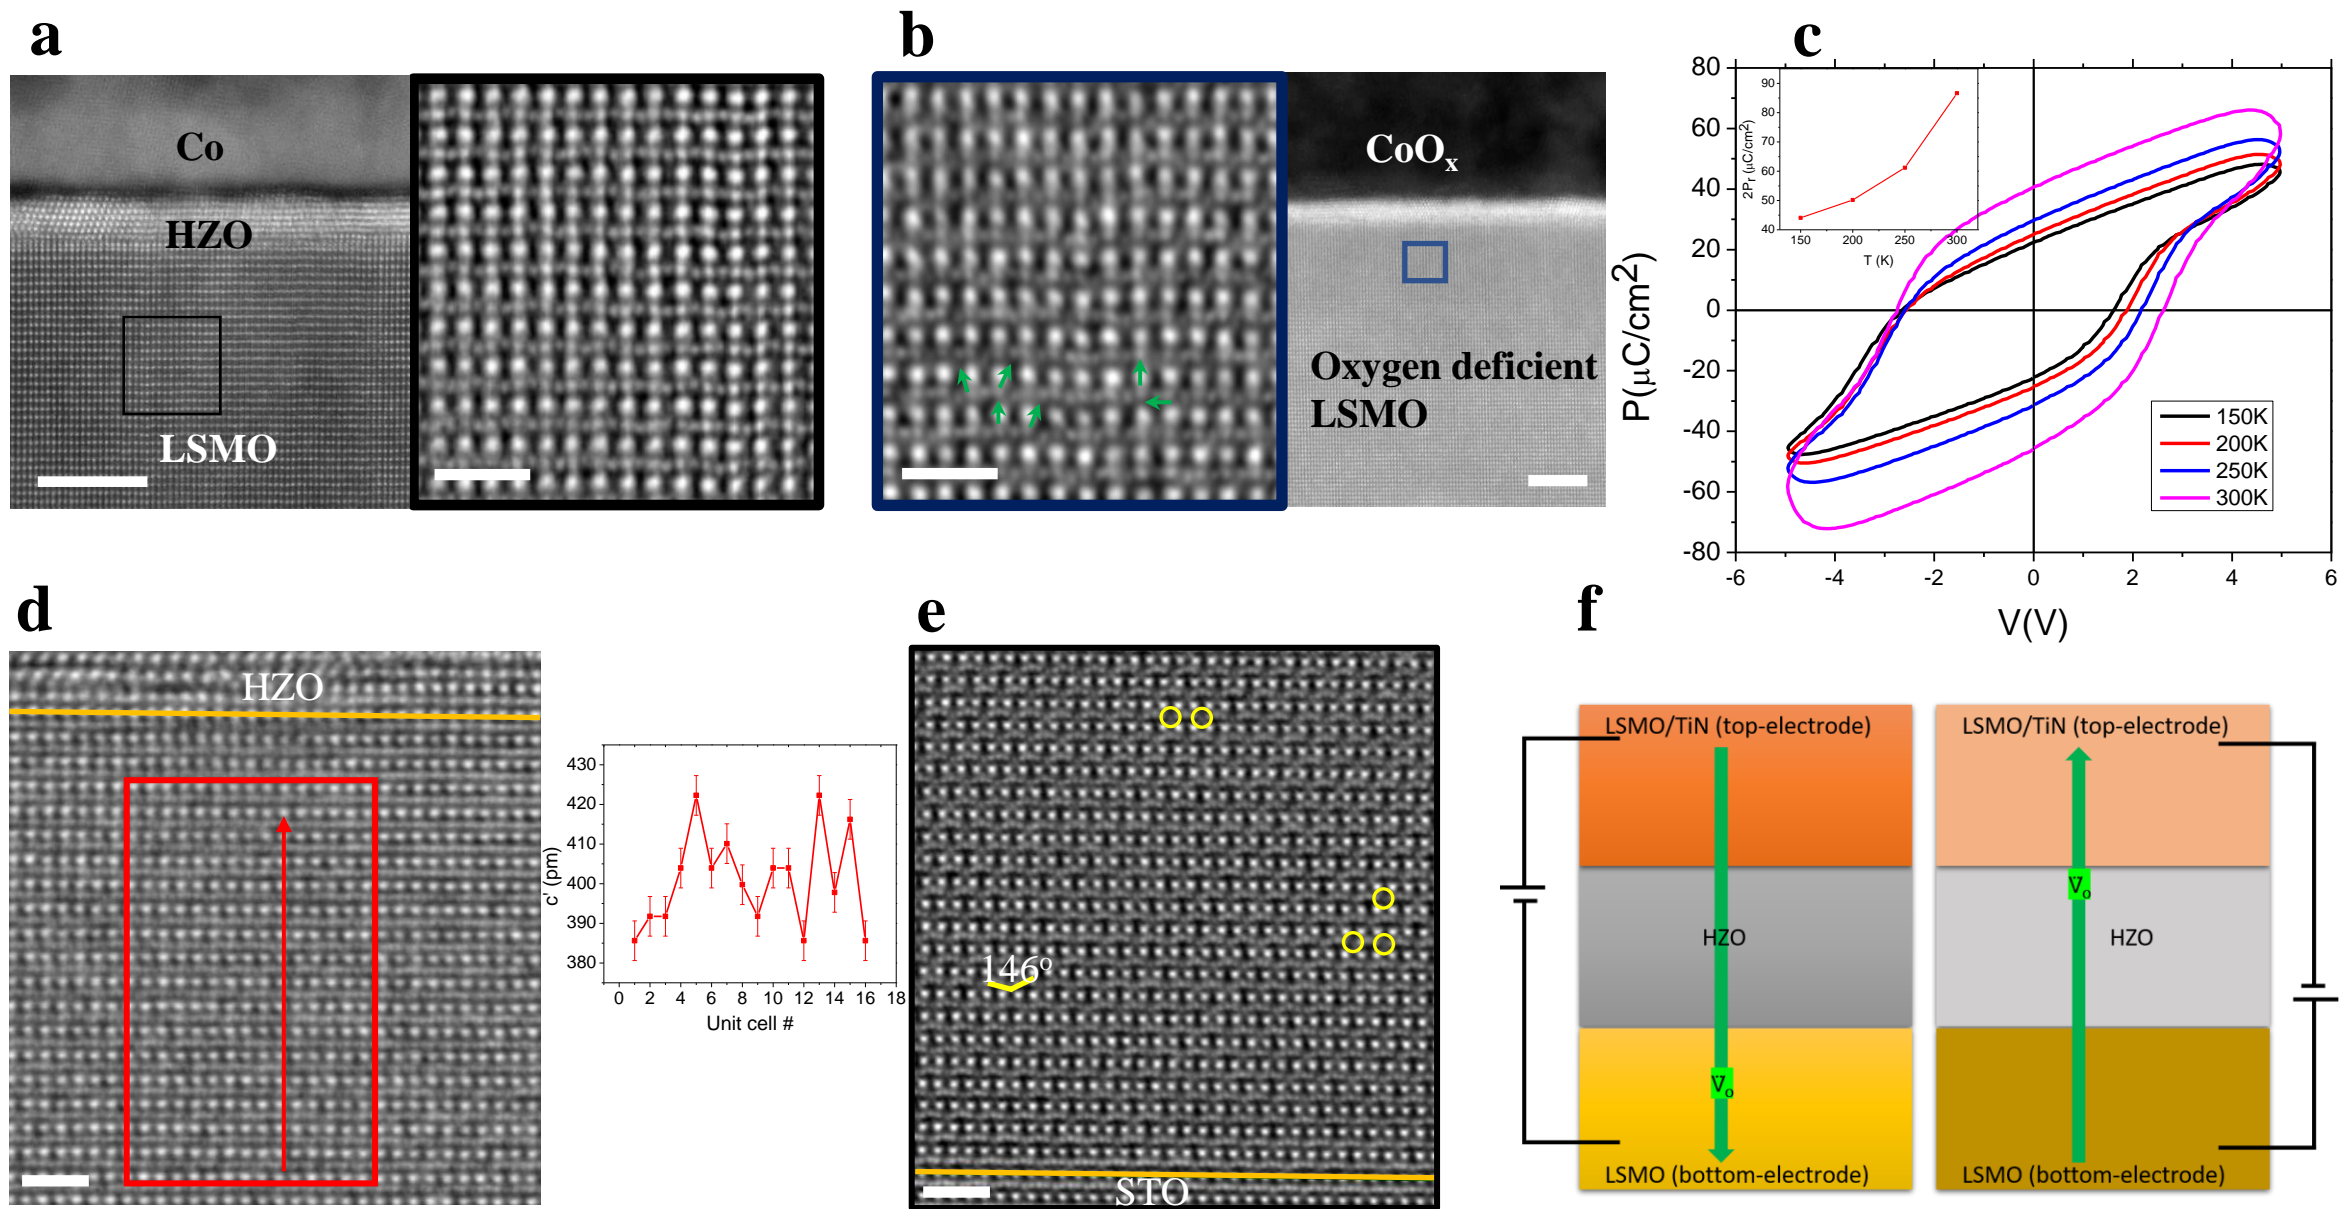 a
Co
HZO
LSMO
b
CoOx
Oxygen deficient
LSMO
c
80
60
40
20
0
-20
-40
-60
-80
-6
-4
-2
0
2
4
6
P(μC/cm2)
V(V)
90
80
70
60
50
40
150
200
250
300
2Pr (μC/cm2)
T (K)
150K
200K
250K
300K
d
HZO
430
420
410
400
390
380
0
2
4
6
8
10
12
14
16
18
c' (pm)
Unit cell #
e
146o
STO
f
LSMO/TiN (top-electrode)
HZO
V̈o
LSMO (bottom-electrode)
LSMO/TiN (top-electrode)
V̈o
HZO
LSMO (bottom-electrode)